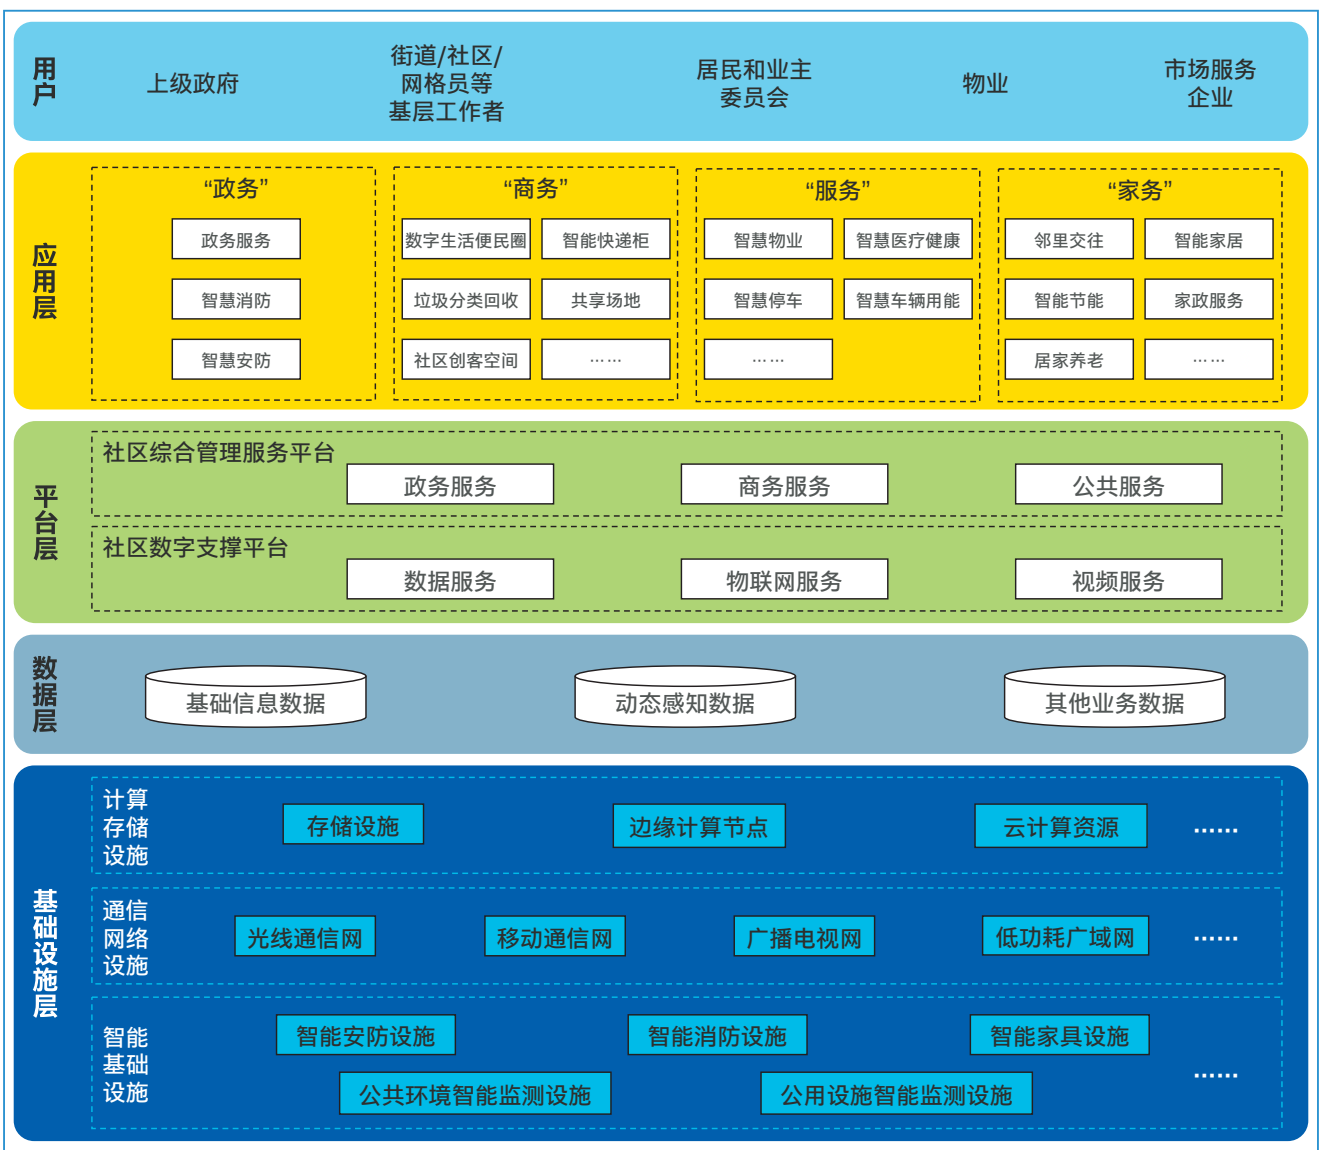 用户
上级政府
街道/社区/
网格员等
基层工作者
居民和业主
委员会
物业
市场服务
企业
应用层
“政务”
政务服务
智慧消防
智慧安防
“商务”
数字生活便民圈
智能快递柜
垃圾分类回收
共享场地
社区创客空间
……
“服务”
智慧物业
智慧医疗健康
智慧停车
智慧车辆用能
……
“家务”
邻里交往
智能家居
智能节能
家政服务
居家养老
……
平台层
社区综合管理服务平台
政务服务
商务服务
公共服务
社区数字支撑平台
数据服务
物联网服务
视频服务
数据层
基础信息数据
动态感知数据
其他业务数据
基础设施层
计算
存储
设施
存储设施
边缘计算节点
云计算资源
……
通信
网络
设施
光线通信网
移动通信网
广播电视网
低功耗广域网
……
智能
基础
设施
智能安防设施
智能消防设施
智能家具设施
公共环境智能监测设施
公用设施智能监测设施
……